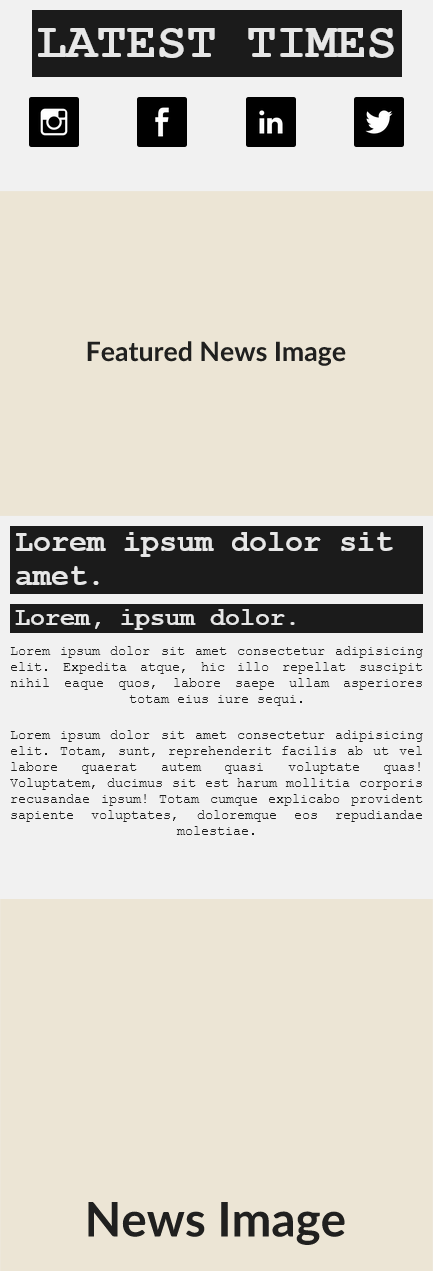 LATEST TIMES
Featured News Image
Lorem ipsum dolor sit
amet.
Lorem, ipsum dolor.
Lorem ipsum dolor sit amet consectetur adipisicing
elit. Expedita atque, hic illo repellat suscipit
nihil eaque quos, labore saepe ullam asperiores
totam eius iure sequi.
Lorem ipsum dolor sit amet consectetur adipisicing
elit. Totam, sunt, reprehenderit facilis ab ut vel
labore quaerat autem quasi voluptate quas!
Voluptatem, ducimus sit est harum mollitia corporis
recusandae ipsum! Totam cumque explicabo provident
sapiente voluptates, doloremque eos repudiandae
molestiae.
News Image